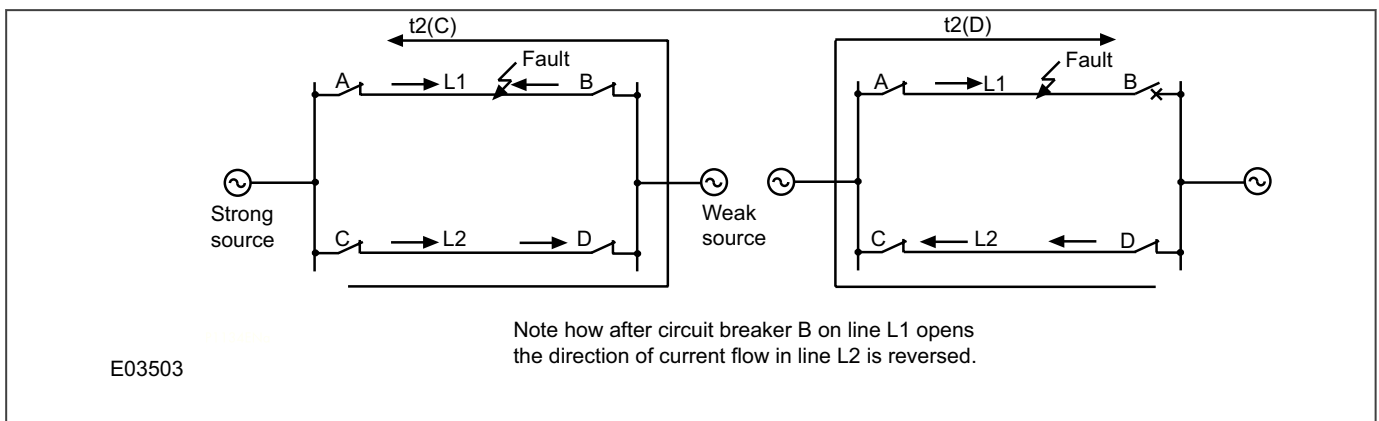 t2(C)
t2(D)
Fault
Fault
A
L1
B
A
L1
B
Strong
source
Weak
source
C
L2
D
C
L2
D
Note how after circuit breaker B on line L1 opens
the direction of current flow in line L2 is reversed.
E03503